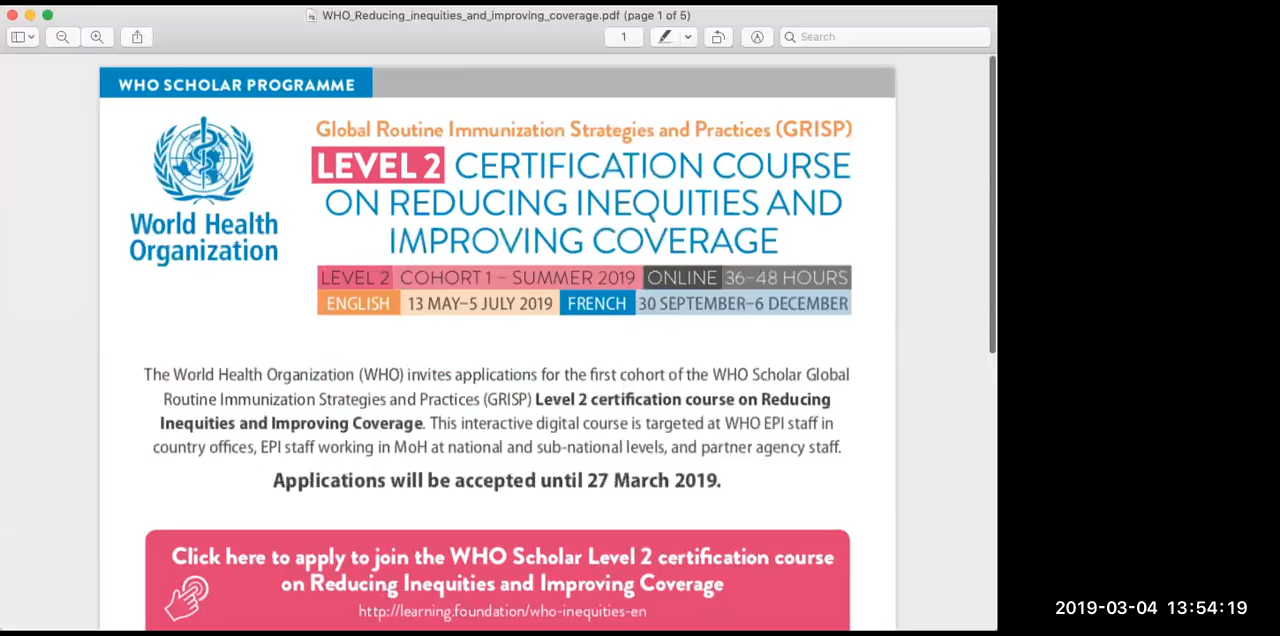 WHO_Reducing_inequities_and_improving_coverage.pdf (page 1 of 5)
1
Search
WHO SCHOLAR PROGRAMME
World Health
Organization
Global Routine Immunization Strategies and Practices (GRISP)
LEVEL 2 CERTIFICATION COURSE
ON REDUCING INEQUITIES AND
IMPROVING COVERAGE
LEVEL 2 COHORT 1 – SUMMER 2019 ONLINE 36–48 HOURS
ENGLISH 13 MAY–5 JULY 2019 FRENCH 30 SEPTEMBER–6 DECEMBER
The World Health Organization (WHO) invites applications for the first cohort of the WHO Scholar Global
Routine Immunization Strategies and Practices (GRISP) Level 2 certification course on Reducing
Inequities and Improving Coverage. This interactive digital course is targeted at WHO EPI staff in
country offices, EPI staff working in MoH at national and sub-national levels, and partner agency staff.
Applications will be accepted until 27 March 2019.
Click here to apply to join the WHO Scholar Level 2 certification course
on Reducing Inequities and Improving Coverage
http://learning.foundation/who-inequities-en
2019-03-04 13:54:19